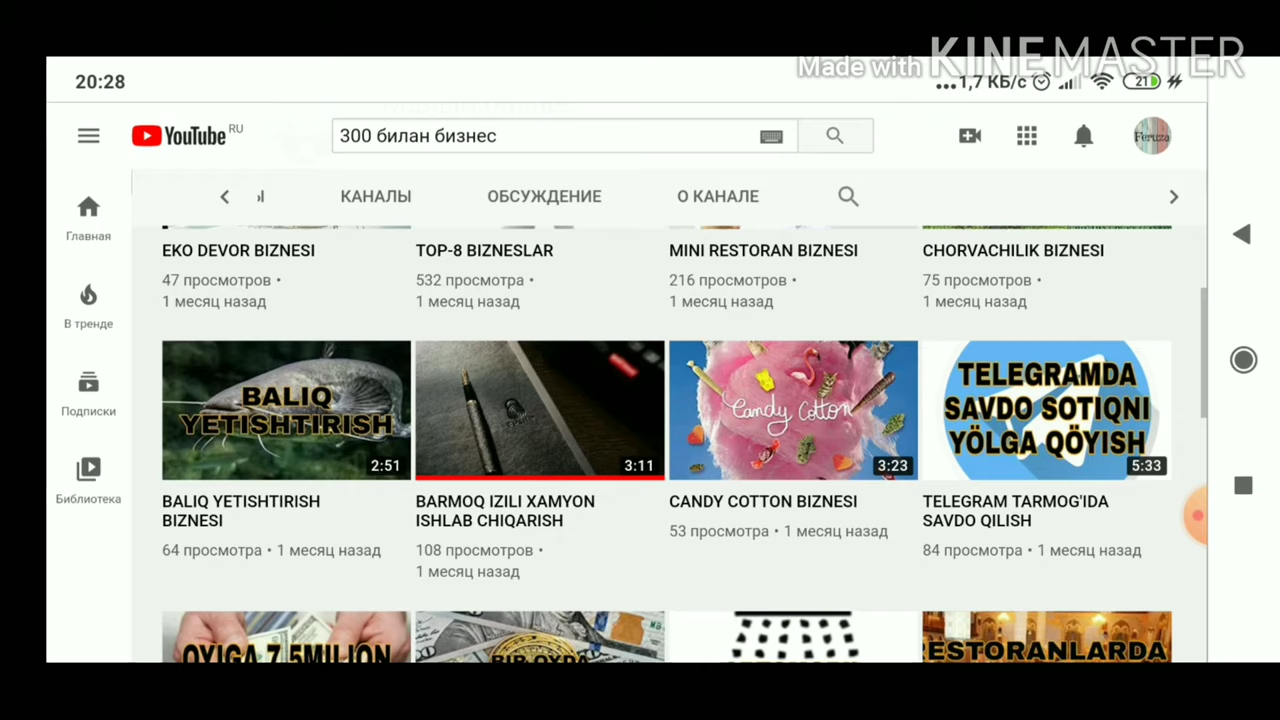 Made with KINEMASTER
20:28
...1,7 КБ/с
21
YouTube RU
300 билан бизнес
Feruza
Ы КАНАЛЫ ОБСУЖДЕНИЕ О КАНАЛЕ
Главная
В тренде
Подписки
Библиотека
EKO DEVOR BIZNESI
47 просмотров •
1 месяц назад
TOP-8 BIZNESLAR
532 просмотра •
1 месяц назад
MINI RESTORAN BIZNESI
216 просмотров •
1 месяц назад
CHORVACHILIK BIZNESI
75 просмотров •
1 месяц назад
BALIQ
YETISHTIRISH
2:51
BALIQ YETISHTIRISH
BIZNESI
64 просмотра • 1 месяц назад
3:11
BARMOQ IZILI XAMYON
ISHLAB CHIQARISH
108 просмотров •
1 месяц назад
Candy Cotton
3:23
CANDY COTTON BIZNESI
53 просмотра • 1 месяц назад
TELEGRAMDA
SAVDO SOTIQNI
YÖLGA QÖYISH
5:33
TELEGRAM TARMOG'IDA
SAVDO QILISH
84 просмотра • 1 месяц назад
OYIGA 7.5MILION
BIR OYDA
RESTORANLARDA